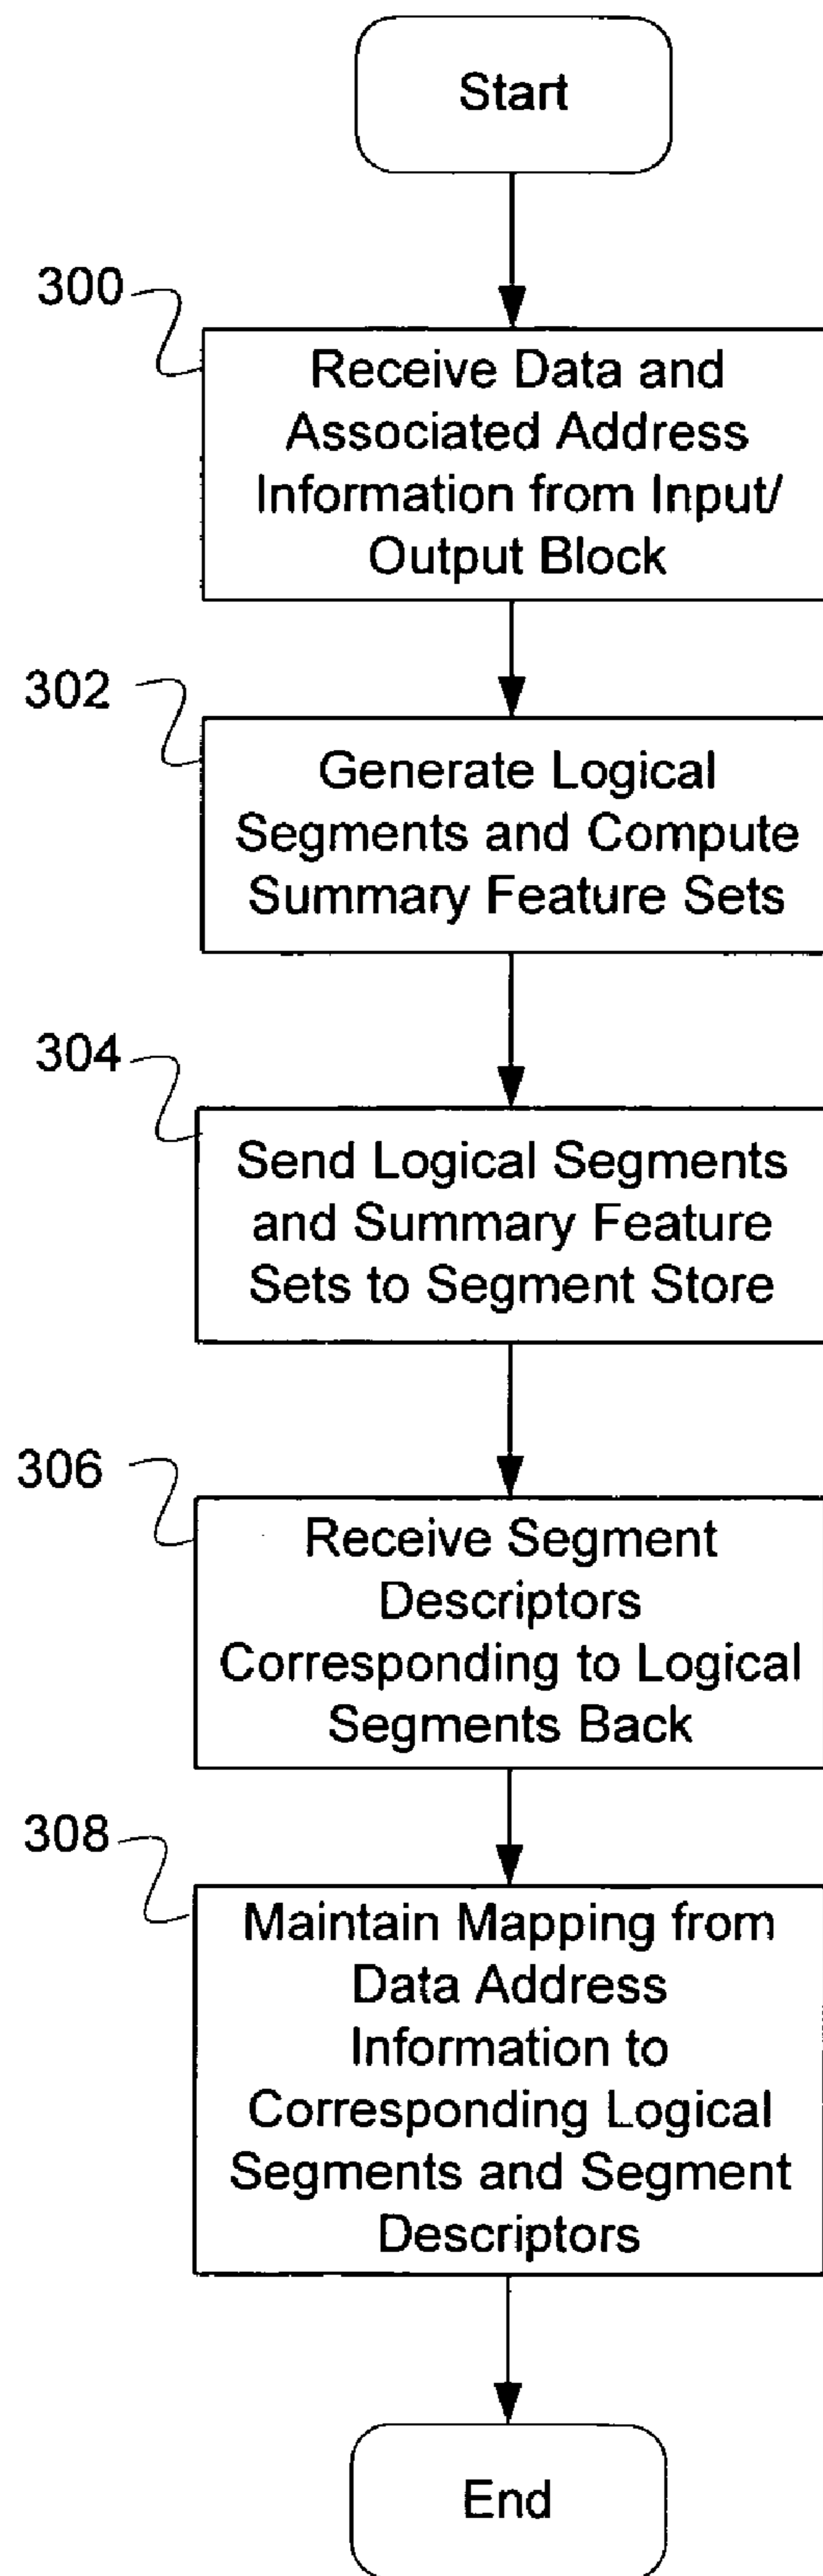 Start
300
Receive Data and
Associated Address
Information from Input/
Output Block
302
Generate Logical
Segments and Compute
Summary Feature Sets
304
Send Logical Segments
and Summary Feature
Sets to Segment Store
306
Receive Segment
Descriptors
Corresponding to Logical
Segments Back
308
Maintain Mapping from
Data Address
Information to
Corresponding Logical
Segments and Segment
Descriptors
End